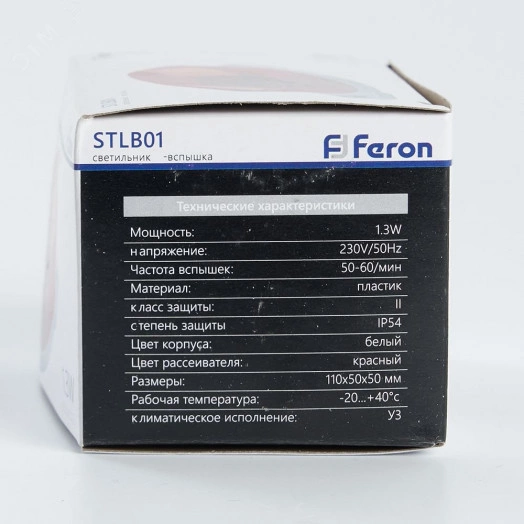 STLB01
светильник -вспышка
Feron
Технические характеристики
Мощность: 1.3W
напряжение: 230V/50Hz
Частота вспышек: 50-60/мин
Материал: пластик
класс защиты: II
степень защиты IP54
Цвет корпуса: белый
Цвет рассеивателя: красный
Размеры: 110x50x50 мм
Рабочая температура: -20...+40°c
климатическое исполнение: У3